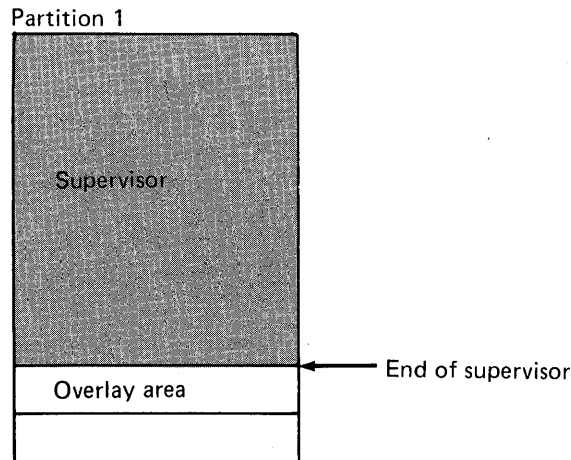 Partition 1
Supervisor
End of supervisor
Overlay area